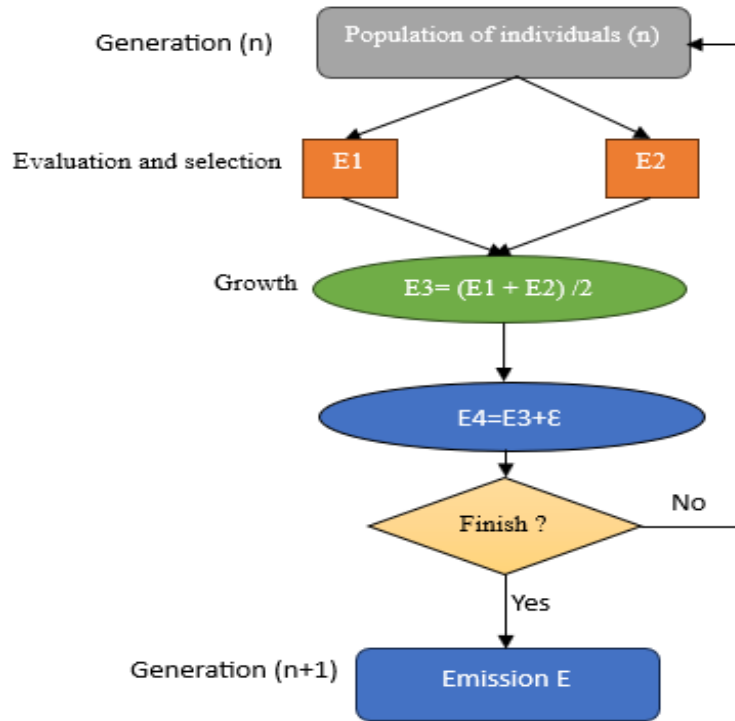 Generation (n)
Population of individuals (n)
Evaluation and selection
E1
E2
Growth
E3= (E1 + E2) /2
E4=E3+Ɛ
Finish ?
No
Yes
Generation (n+1)
Emission E